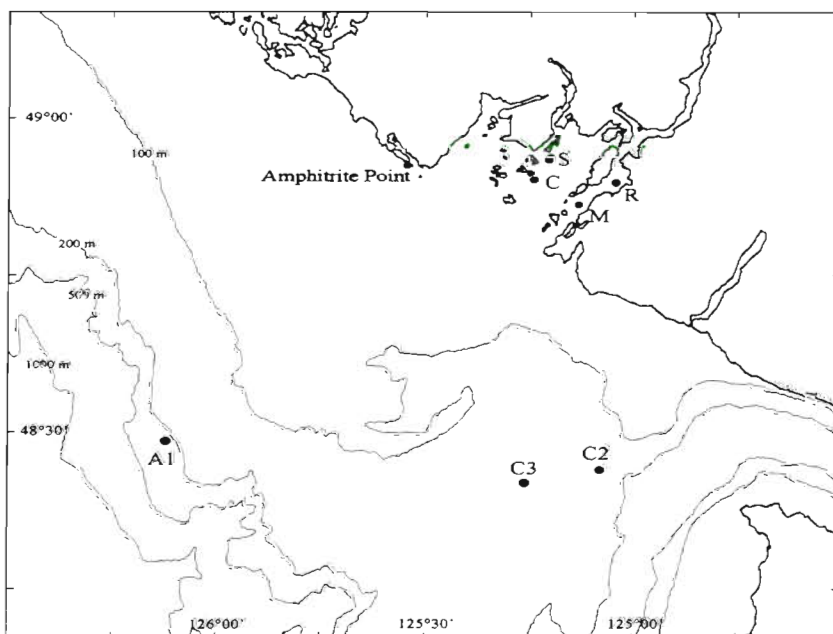 49°00'
100 m
Amphitrite Point
S
C
R
M
200 m
500 m
1000 m
48°30'
A1
C3
C2
126°00'
125°30'
125°00'